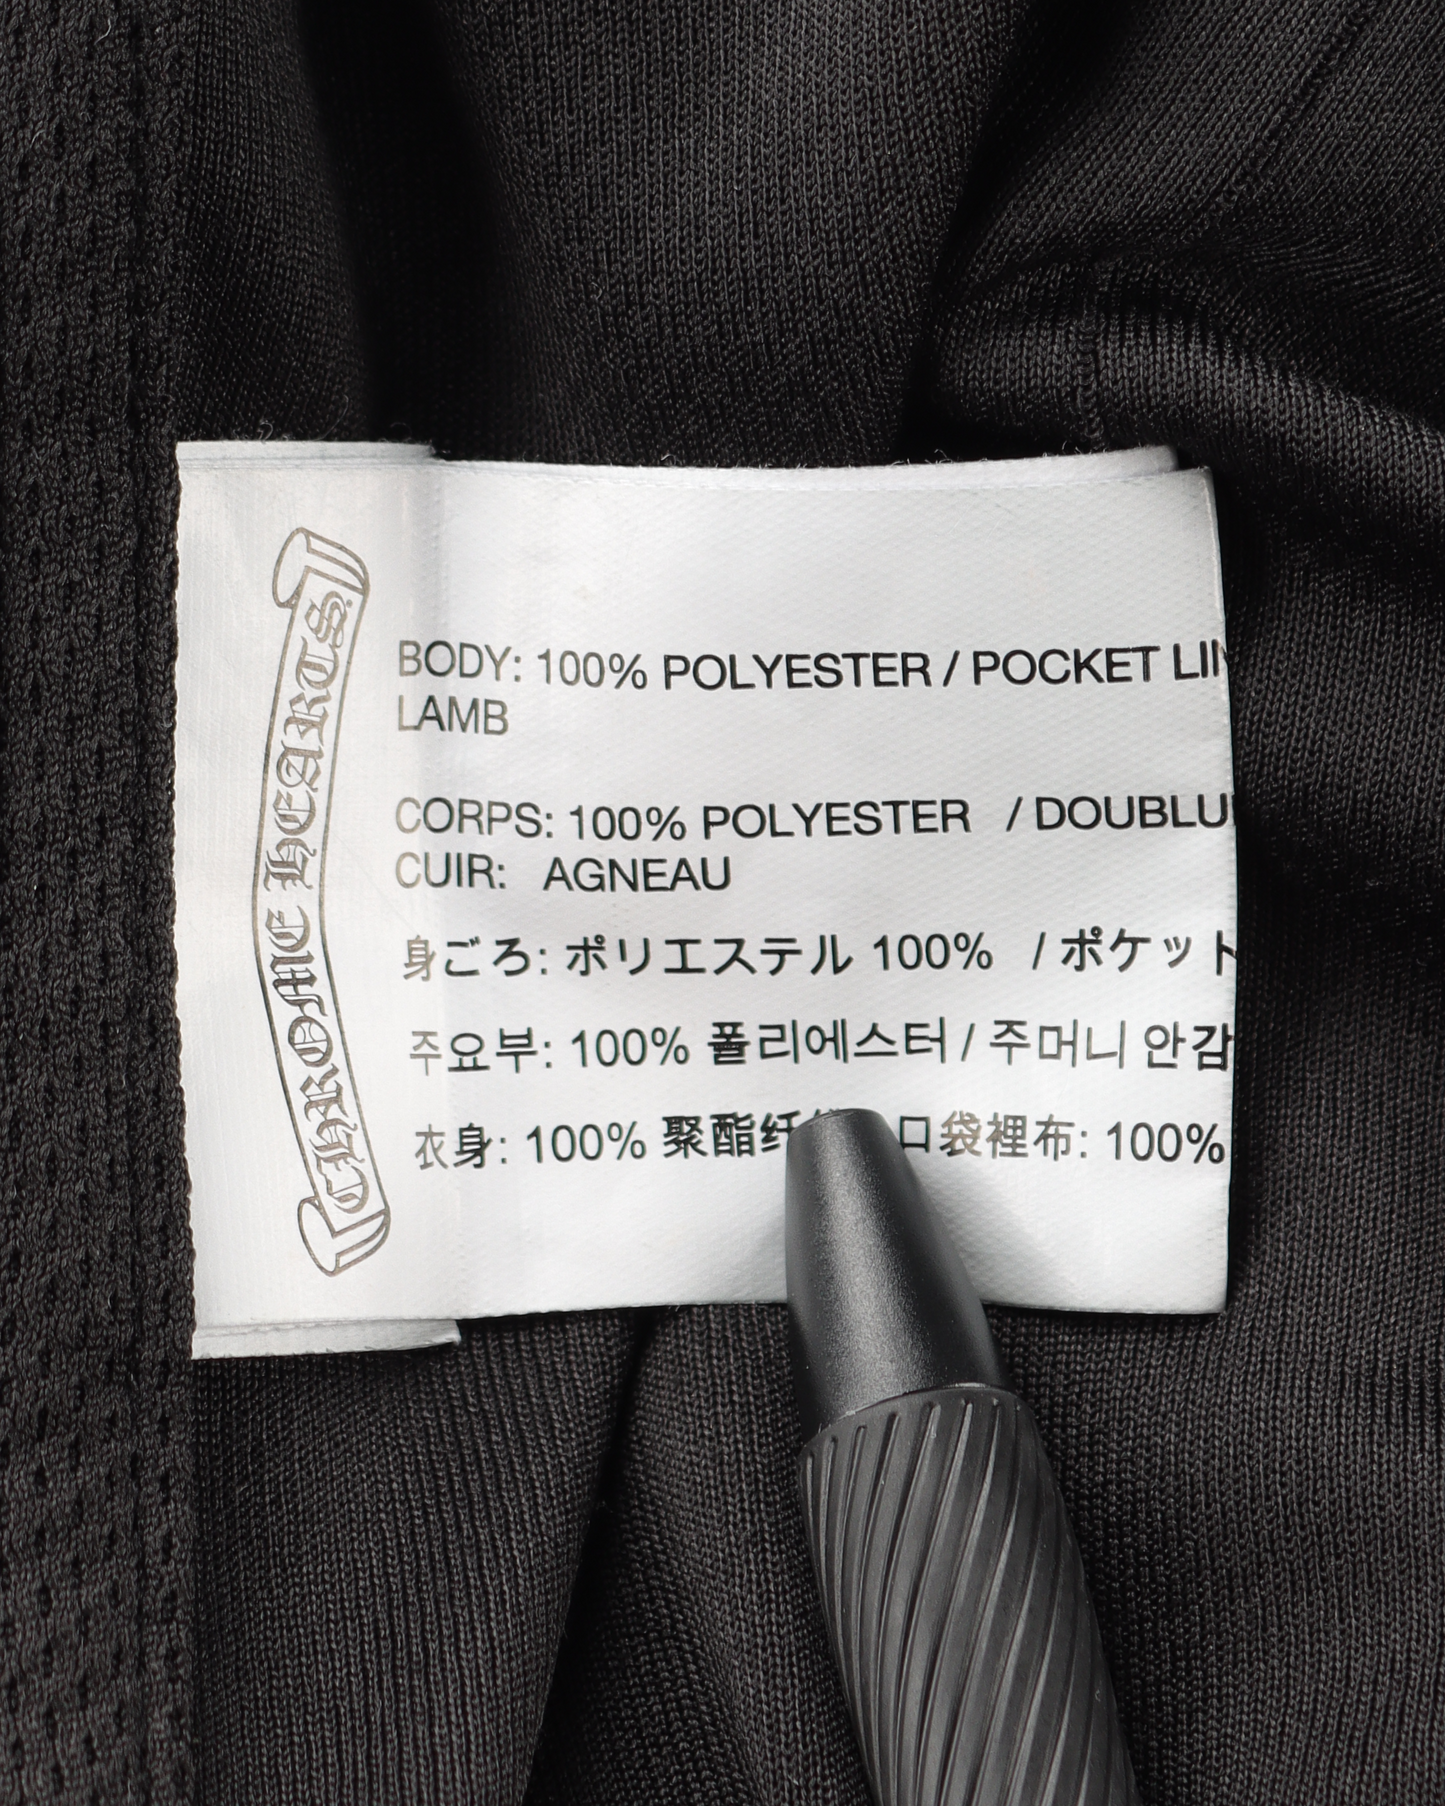 CHROME HEARTS
BODY: 100% POLYESTER / POCKET
LAMB
CORPS: 100% POLYESTER / DOUBLU
CUIR: AGNEAU
身ごろ: ポリエステル 100% / ポケット
주요부: 100% 폴리에스터 / 주머니 안감
衣身: 100% 聚酯纤 口袋裡布: 100%